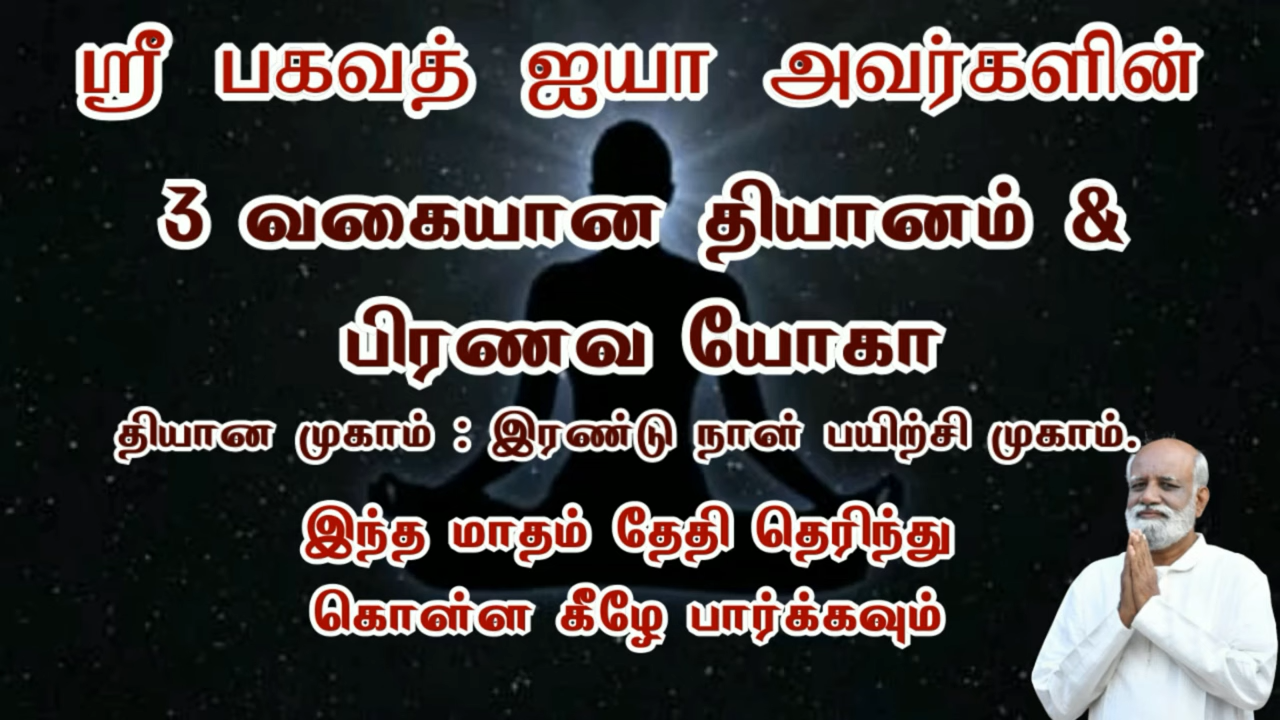 ஸ்ரீ பகவத் ஐயா அவர்களின்
3 வகையான தியானம் &
பிரணவ யோகா
தியான முகாம் : இரண்டு நாள் பயிற்சி முகாம்.
இந்த மாதம் தேதி தெரிந்து
கொள்ள கீழே பார்க்கவும்